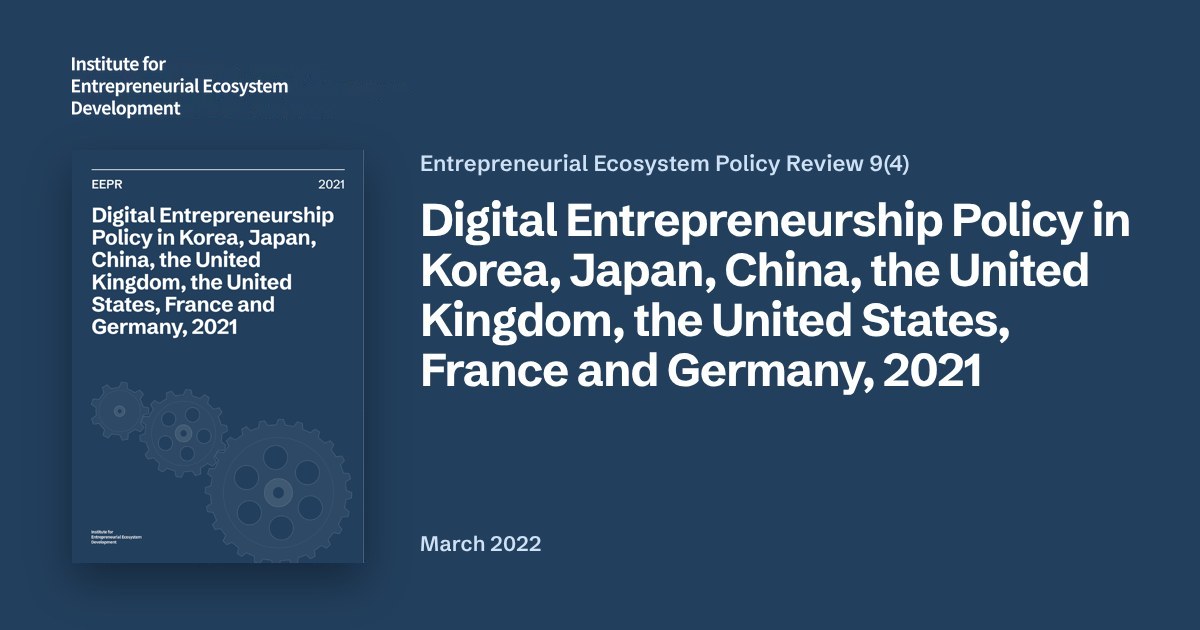 Institute for
Entrepreneurial Ecosystem
Development
EEPR 2021
Digital Entrepreneurship
Policy in Korea, Japan,
China, the United
Kingdom, the United
States, France and
Germany, 2021
Institute for
Entrepreneurial Ecosystem
Development
Entrepreneurial Ecosystem Policy Review 9(4)
Digital Entrepreneurship Policy in
Korea, Japan, China, the United
Kingdom, the United States,
France and Germany, 2021
March 2022